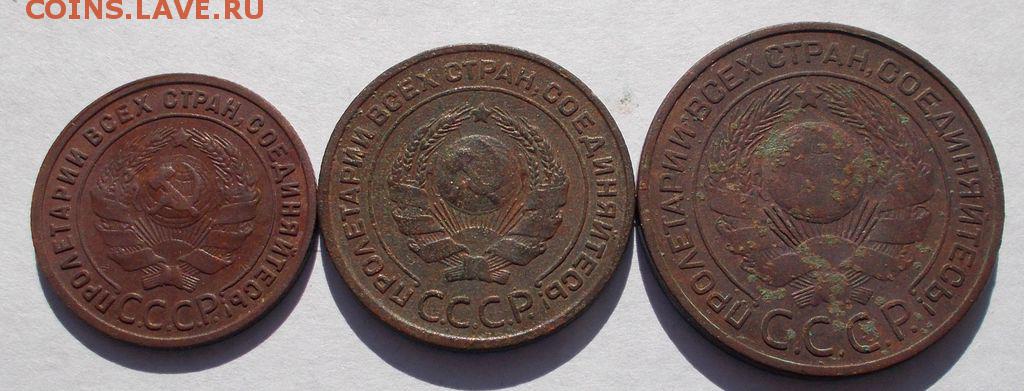 COINS.LAVE.RU
ПРОЛЕТАРИИ ВСЕХ СТРАН, СОЕДИНЯЙТЕСЬ!
С.С.С.Р.
ПРОЛЕТАРИИ ВСЕХ СТРАН, СОЕДИНЯЙТЕСЬ!
С.С.С.Р.
ПРОЛЕТАРИИ ВСЕХ СТРАН, СОЕДИНЯЙТЕСЬ!
С.С.С.Р.